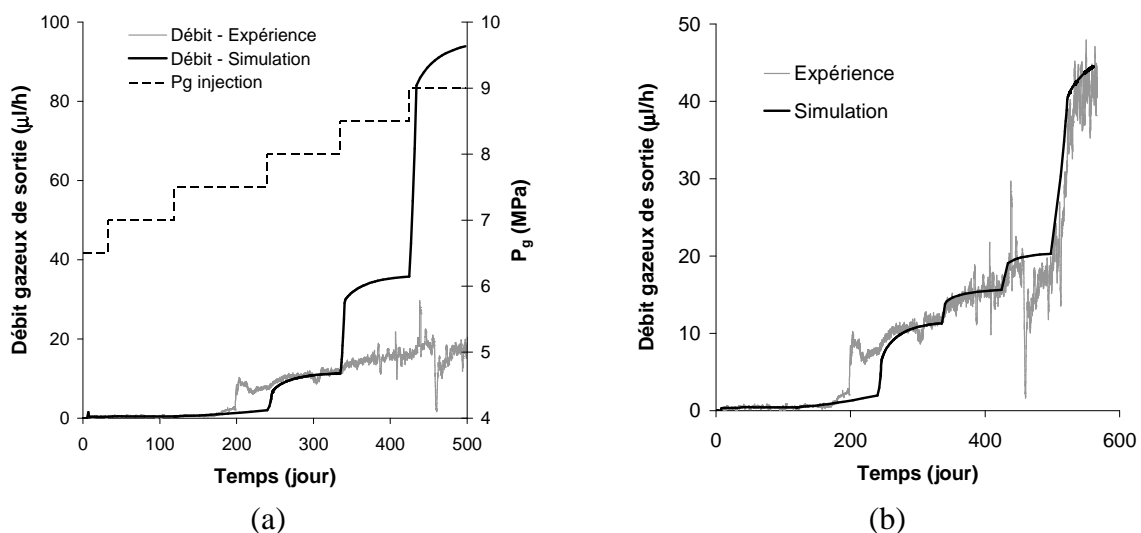 100
80
60
40
20
0
Débit gazeux de sortie (µl/h)
Débit - Expérience
Débit - Simulation
Pg injection
10
9
8
7
6
5
4
P_g (MPa)
0 100 200 300 400 500
Temps (jour)
(a)
50
40
30
20
10
0
Débit gazeux de sortie (µl/h)
Expérience
Simulation
0 200 400 600
Temps (jour)
(b)